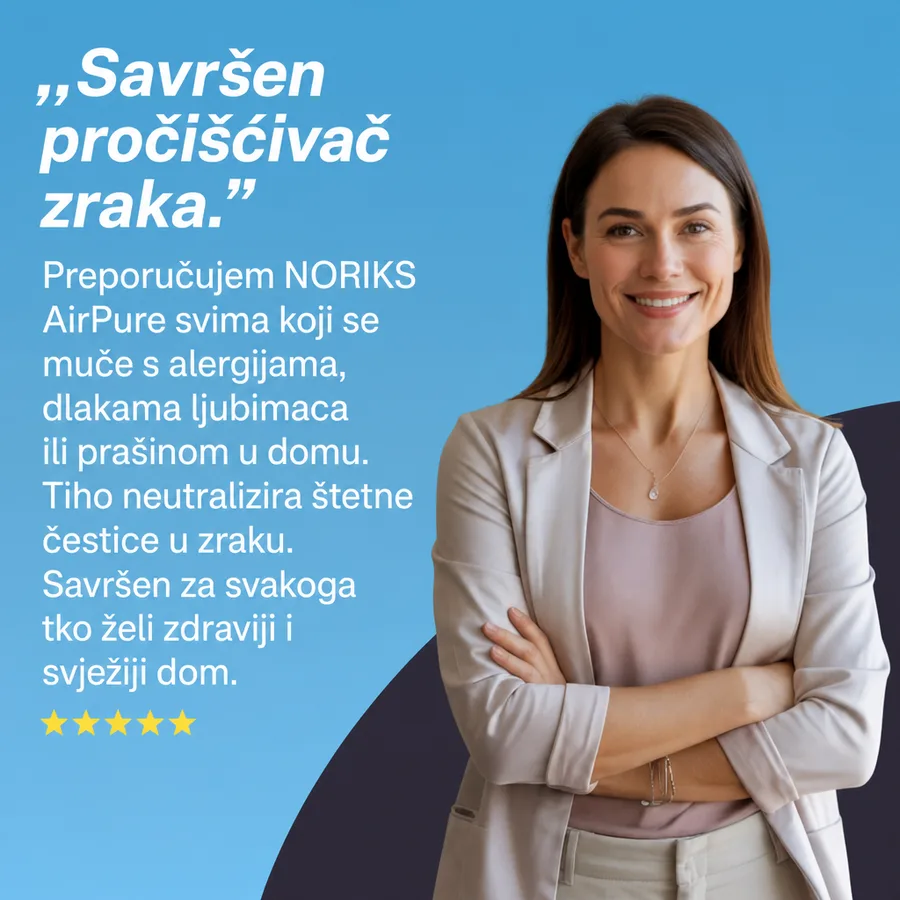 „Savršen
pročišćivač
zraka.”
Preporučujem NORIKS
AirPure svima koji se
muče s alergijama,
dlakama ljubimaca
ili prašinom u domu.
Tiho neutralizira štetne
čestice u zraku.
Savršen za svakoga
tko želi zdraviji i
svježiji dom.